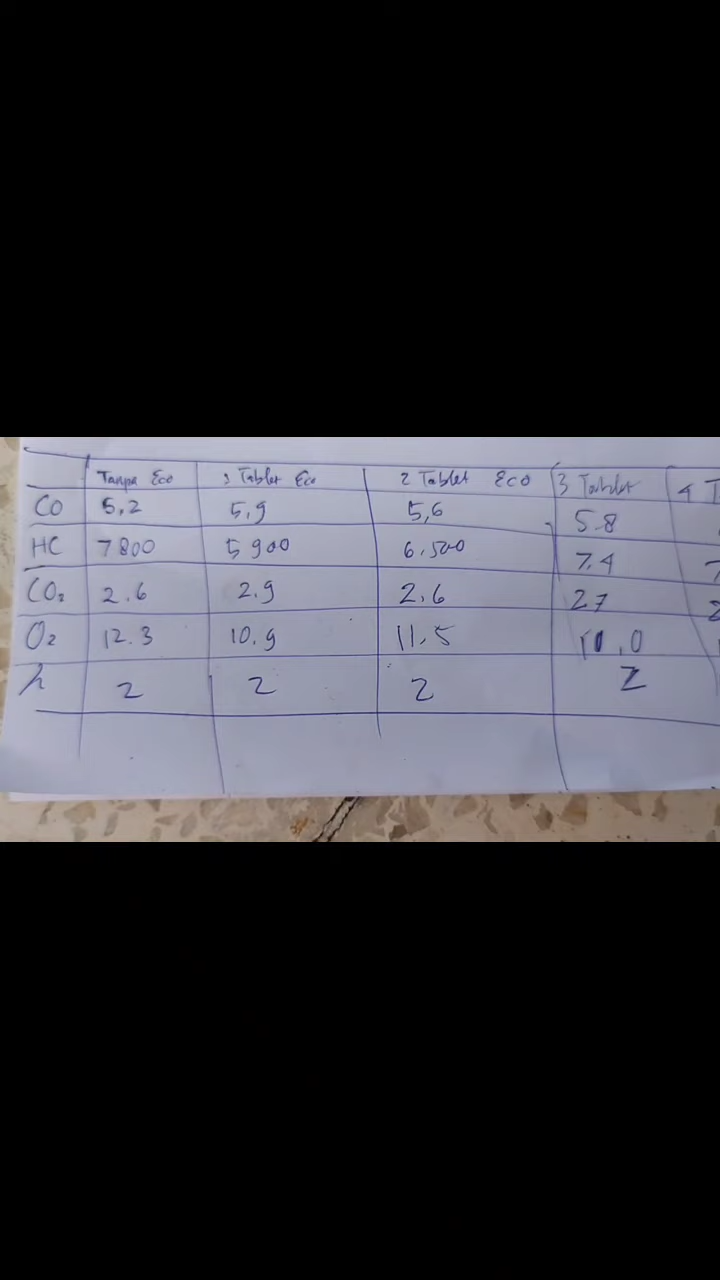 Tanpa Eco 1 Tablet Eco 2 Tablet Eco 3 Tablet 4 T
CO 5,2 5,9 5,6 5.8
HC 7800 5900 6.500 7.4
CO₂ 2.6 2.9 2.6 27
O₂ 12.3 10.9 11.5 10.0
λ 2 2 2 2